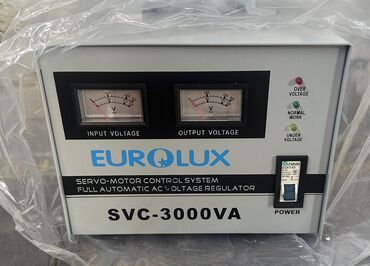 OVER
VOLTAGE
NORMAL
WORK
UNDER
VOLTAGE
INPUT VOLTAGE
OUTPUT VOLTAGE
EUROLUX
SERVO-MOTOR CONTROL SYSTEM
FULL AUTOMATIC AC VOLTAGE REGULATOR
SVC-3000VA
POWER